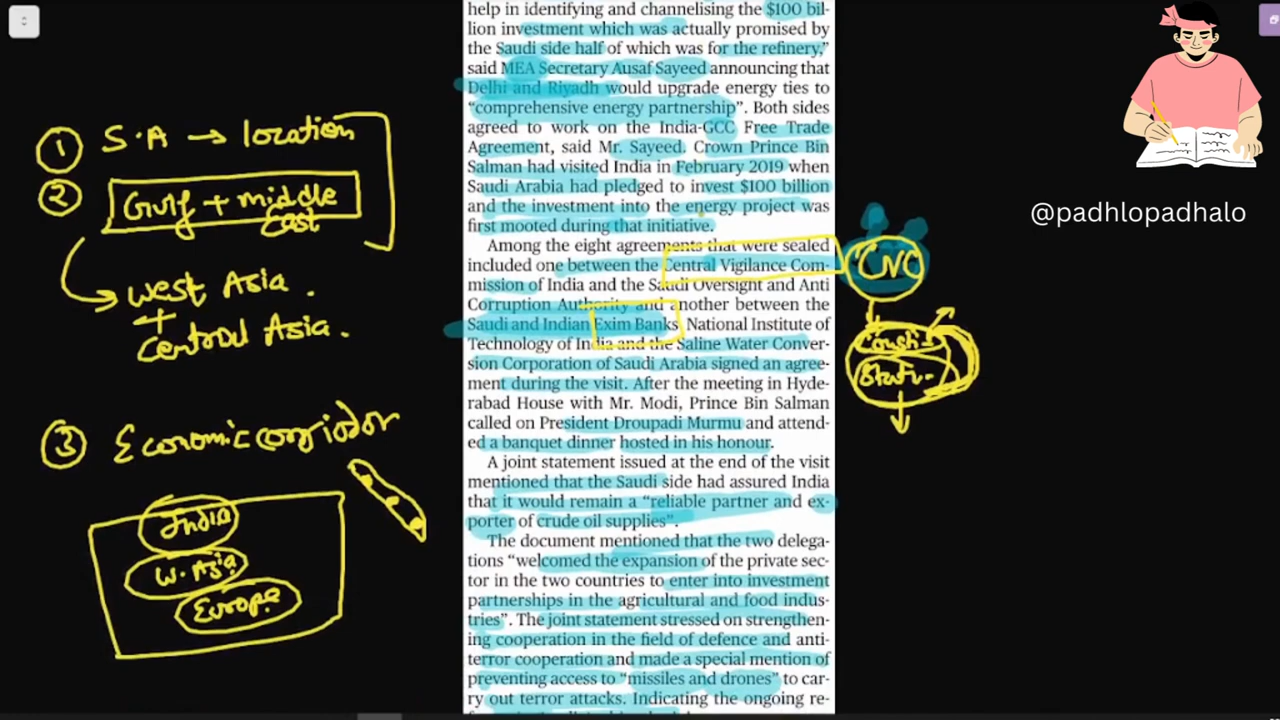 1 S.A → location
2 Gulf + middle
East
west Asia .
+
Central Asia .
3 Economic corridor
India
W. Asia
Europe
help in identifying and channelising the $100 bil-
lion investment which was actually promised by
the Saudi side half of which was for the refinery,”
said MEA Secretary Ausaf Sayeed announcing that
Delhi and Riyadh would upgrade energy ties to
“comprehensive energy partnership”. Both sides
agreed to work on the India-GCC Free Trade
Agreement, said Mr. Sayeed. Crown Prince Bin
Salman had visited India in February 2019 when
Saudi Arabia had pledged to invest $100 billion
and the investment into the energy project was
first mooted during that initiative.
Among the eight agreements that were sealed
included one between the Central Vigilance Com-
mission of India and the Saudi Oversight and Anti
Corruption Authority and another between the
Saudi and Indian Exim Banks. National Institute of
Technology of India and the Saline Water Conver-
sion Corporation of Saudi Arabia signed an agree-
ment during the visit. After the meeting in Hyde-
rabad House with Mr. Modi, Prince Bin Salman
called on President Droupadi Murmu and attend-
ed a banquet dinner hosted in his honour.
A joint statement issued at the end of the visit
mentioned that the Saudi side had assured India
that it would remain a “reliable partner and ex-
porter of crude oil supplies”.
The document mentioned that the two delega-
tions “welcomed the expansion of the private sec-
tor in the two countries to enter into investment
partnerships in the agricultural and food indus-
tries”. The joint statement stressed on strengthen-
ing cooperation in the field of defence and anti-
terror cooperation and made a special mention of
preventing access to “missiles and drones” to car-
ry out terror attacks. Indicating the ongoing re-
@padhlopadhalo
CVC
Consti
Statu-